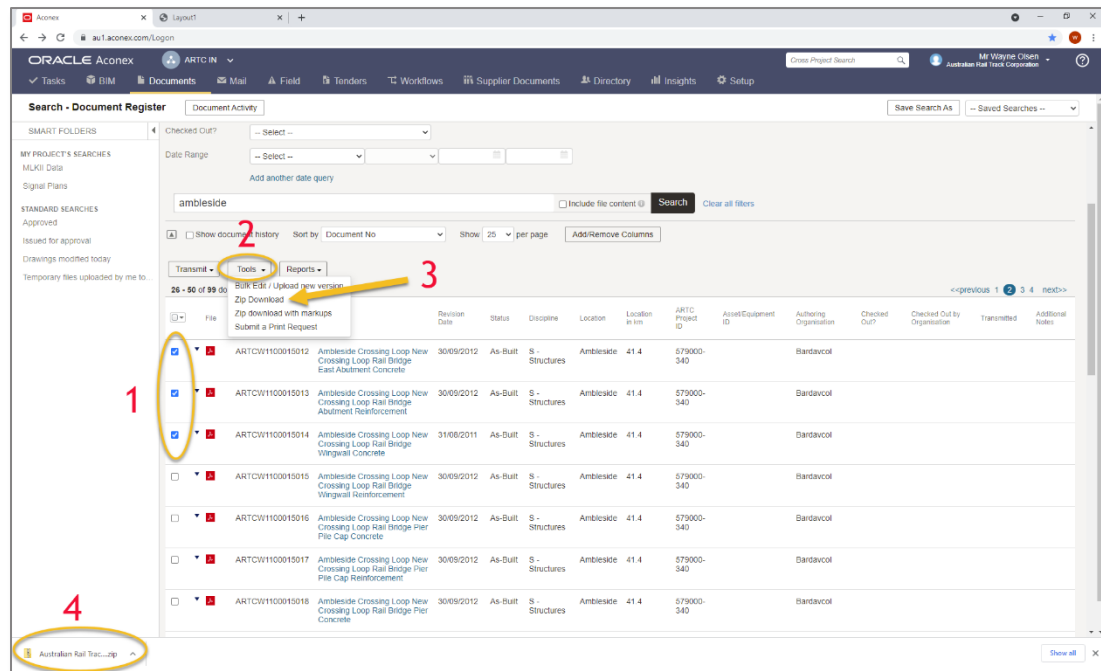 Aconex
Layout1
au1.aconex.com/Logon
ORACLE Aconex
ARTC IN
Cross Project Search
Mr Wayne Olsen
Australian Rail Track Corporation
Tasks BIM Documents Mail Field Tenders Workflows Supplier Documents Directory Insights Setup
Search - Document Register
Document Activity
Save Search As
-- Saved Searches --
SMART FOLDERS
MY PROJECT'S SEARCHES
MLKII Data
Signal Plans
STANDARD SEARCHES
Approved
Issued for approval
Drawings modified today
Temporary files uploaded by me to...
Checked Out?
-- Select --
Date Range
-- Select --
Add another date query
ambleside
Include file content
Search
Clear all filters
Show document history Sort by Document No Show 25 per page Add/Remove Columns
2
Transmit Tools Reports
3
Bulk Edit / Upload new version
Zip Download
Zip download with markups
Submit a Print Request
26 - 50 of 99 do
<<previous 1 2 3 4 next>>
File
Revision Date
Status
Discipline
Location
Location in km
ARTC Project ID
Asset/Equipment ID
Authoring Organisation
Checked Out?
Checked Out by Organisation
Transmitted
Additional Notes
1
ARTCW1100015012 Ambleside Crossing Loop New 30/09/2012 As-Built S - Ambleside 41.4 579000- Bardavcol
Crossing Loop Rail Bridge Structures 340
East Abutment Concrete
ARTCW1100015013 Ambleside Crossing Loop New 30/09/2012 As-Built S - Ambleside 41.4 579000- Bardavcol
Crossing Loop Rail Bridge Structures 340
Abutment Reinforcement
ARTCW1100015014 Ambleside Crossing Loop New 31/08/2011 As-Built S - Ambleside 41.4 579000- Bardavcol
Crossing Loop Rail Bridge Structures 340
Wingwall Concrete
ARTCW1100015015 Ambleside Crossing Loop New 30/09/2012 As-Built S - Ambleside 41.4 579000- Bardavcol
Crossing Loop Rail Bridge Structures 340
Wingwall Reinforcement
ARTCW1100015016 Ambleside Crossing Loop New 30/09/2012 As-Built S - Ambleside 41.4 579000- Bardavcol
Crossing Loop Rail Bridge Pier Structures 340
Pile Cap Concrete
ARTCW1100015017 Ambleside Crossing Loop New 30/09/2012 As-Built S - Ambleside 41.4 579000- Bardavcol
Crossing Loop Rail Bridge Pier Structures 340
Pile Cap Reinforcement
ARTCW1100015018 Ambleside Crossing Loop New 30/09/2012 As-Built S - Ambleside 41.4 579000- Bardavcol
Crossing Loop Rail Bridge Pier Structures 340
Concrete
4
Australian Rail Trac....zip
Show all